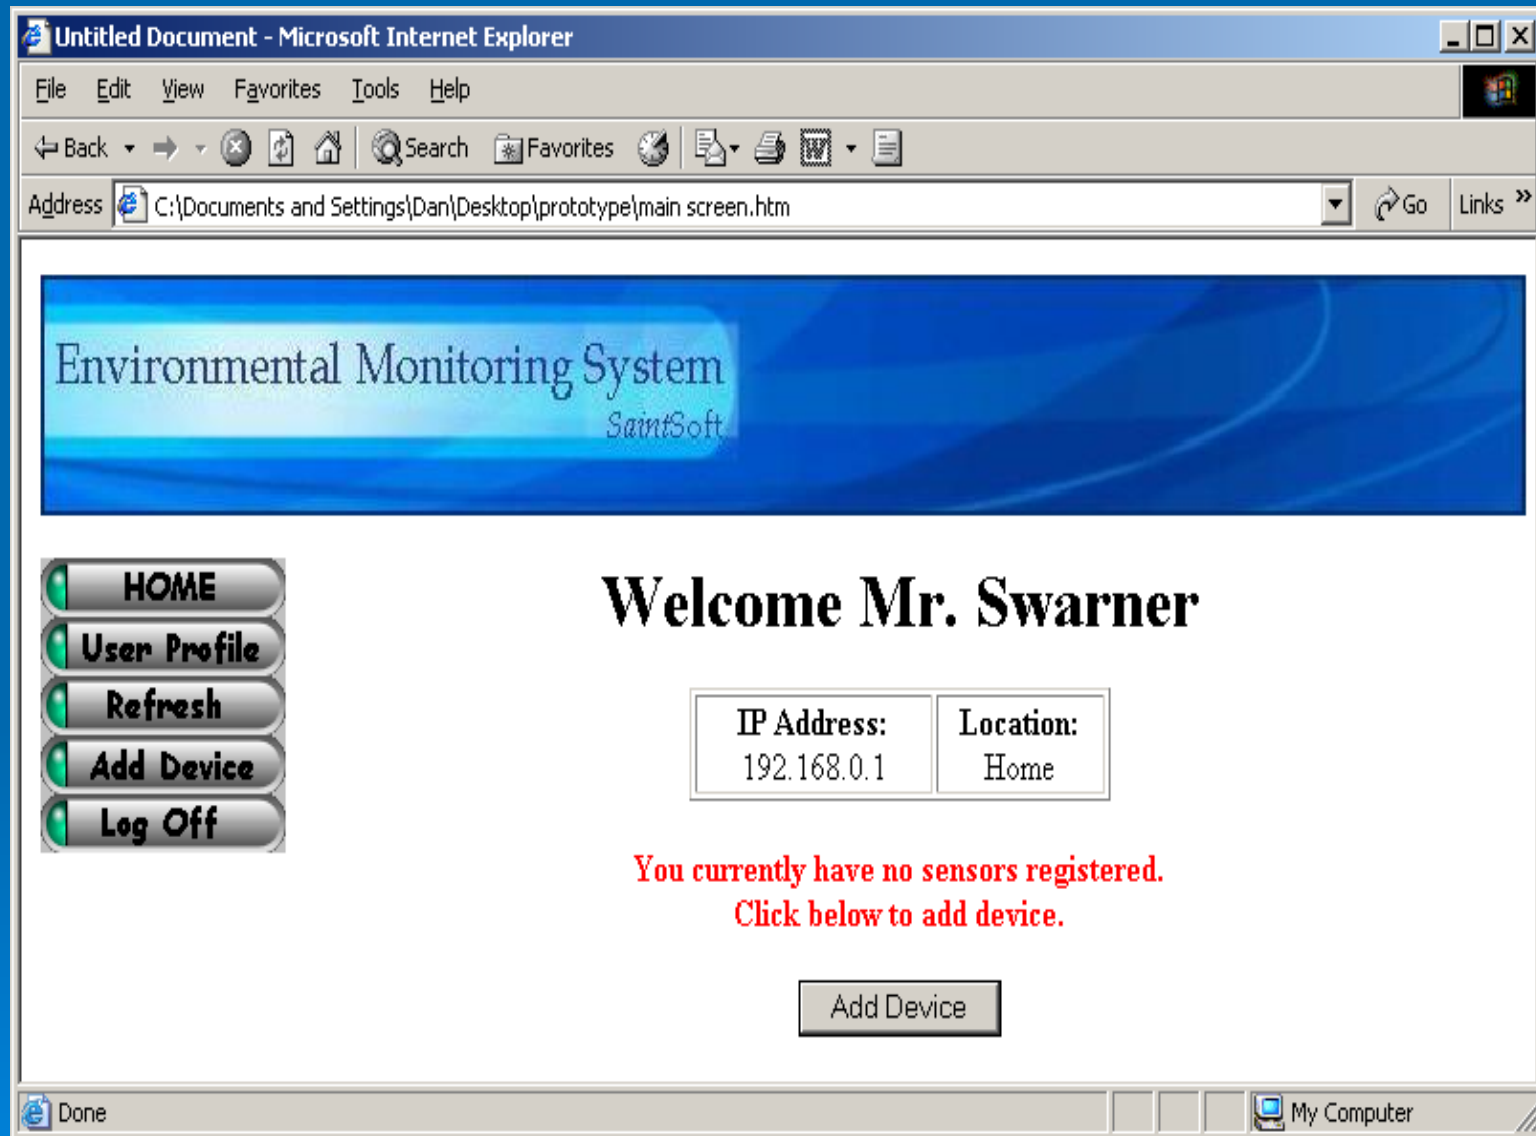 Untitled Document - Microsoft Internet Explorer
File Edit View Favorites Tools Help
Back Search Favorites
Address C:\Documents and Settings\Dan\Desktop\prototype\main screen.htm Go Links »
Environmental Monitoring System
SaintSoft
HOME
User Profile
Refresh
Add Device
Log Off
Welcome Mr. Swarner
IP Address: Location:
192.168.0.1 Home
You currently have no sensors registered.
Click below to add device.
Add Device
Done My Computer